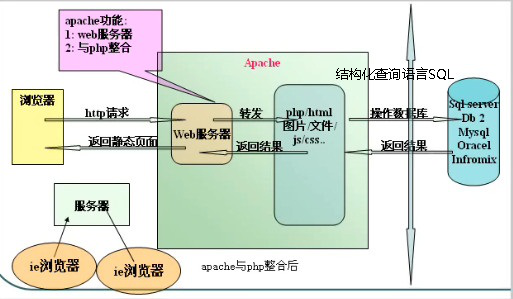 apache功能:
1: web服务器
2: 与php整合
Apache
结构化查询语言SQL
浏览器
http请求
返回静态页面
Web服务器
转发
返回结果
php/html
图片/文件/
js/css..
操作数据库
返回结果
Sql server
Db 2
Mysql
Oracel
Infromix
服务器
ie浏览器
ie浏览器
apache与php整合后